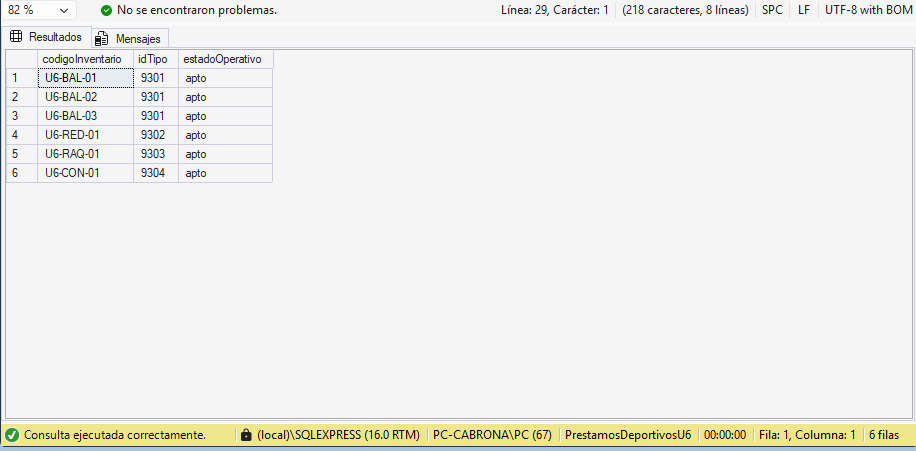 82 % No se encontraron problemas. Línea: 29, Carácter: 1 (218 caracteres, 8 líneas) SPC LF UTF-8 with BOM
Resultados Mensajes
codigoInventario idTipo estadoOperativo
1 U6-BAL-01 9301 apto
2 U6-BAL-02 9301 apto
3 U6-BAL-03 9301 apto
4 U6-RED-01 9302 apto
5 U6-RAQ-01 9303 apto
6 U6-CON-01 9304 apto
Consulta ejecutada correctamente. (local)\SQLEXPRESS (16.0 RTM) PC-CABRONA\PC (67) PrestamosDeportivosU6 00:00:00 Fila: 1, Columna: 1 6 filas